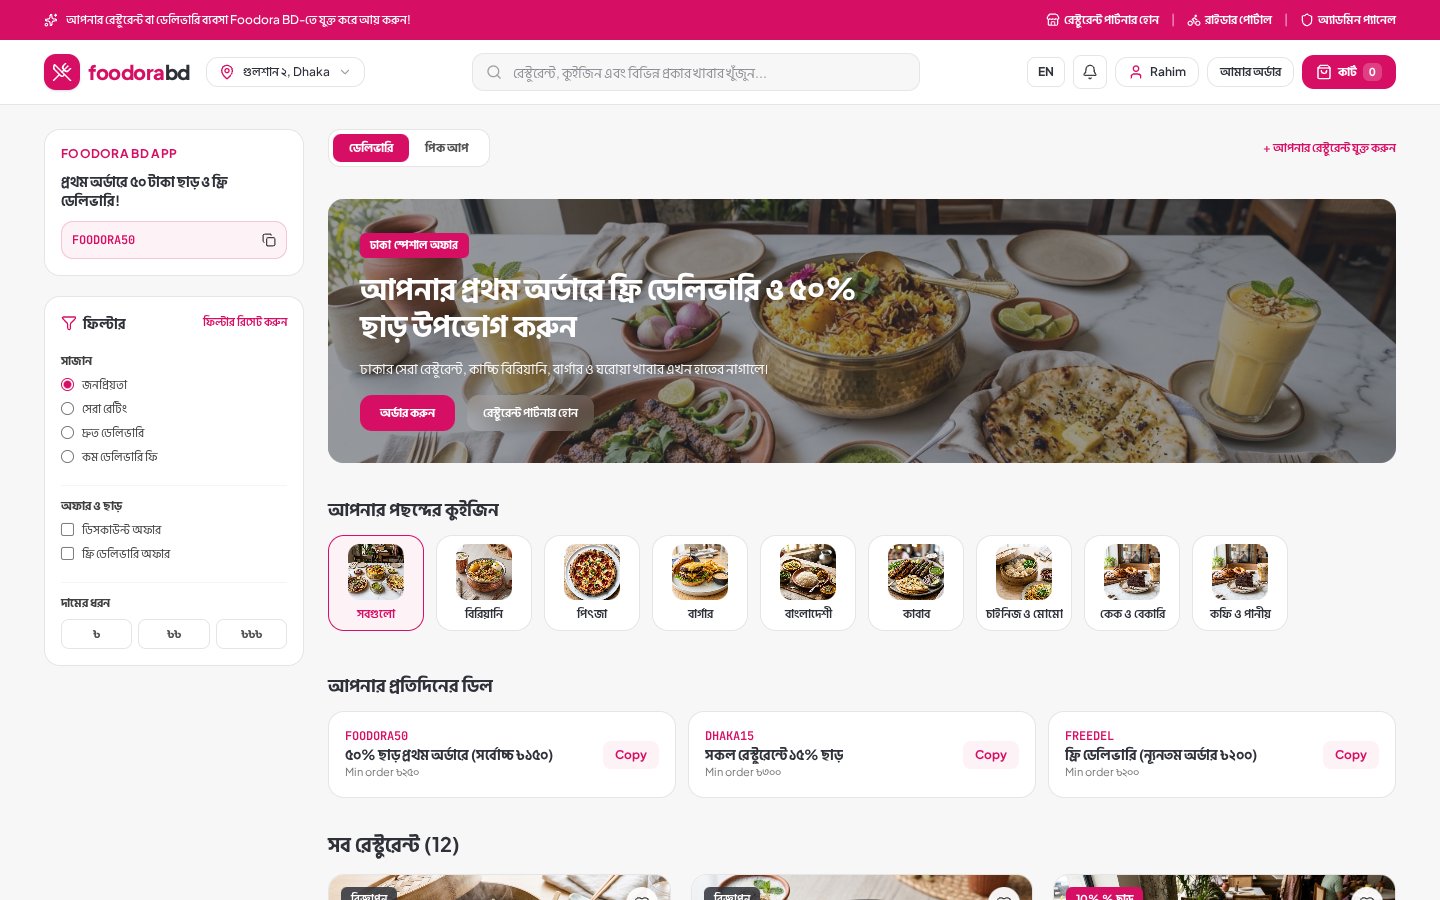 আপনার রেস্টুরেন্ট বা ডেলিভারি ব্যবসা Foodora BD-তে যুক্ত করে আয় করুন!
রেস্টুরেন্ট পার্টনার হোন | রাইডার পোর্টাল | অ্যাডমিন প্যানেল
foodorabd
গুলশান ২, Dhaka
রেস্টুরেন্ট, কুইজিন এবং বিভিন্ন প্রকার খাবার খুঁজুন...
EN
Rahim
আমার অর্ডার
কার্ট 0
FOODORA BD APP
প্রথম অর্ডারে ৫০ টাকা ছাড় ও ফ্রি
ডেলিভারি!
FOODORA50
ফিল্টার
ফিল্টার রিসেট করুন
সাজান
জনপ্রিয়তা
সেরা রেটিং
দ্রুত ডেলিভারি
কম ডেলিভারি ফি
অফার ও ছাড়
ডিসকাউন্ট অফার
ফ্রি ডেলিভারি অফার
দামের ধরন
৳ ৳৳ ৳৳৳
ডেলিভারি
পিক আপ
+ আপনার রেস্টুরেন্ট যুক্ত করুন
ঢাকা স্পেশাল অফার
আপনার প্রথম অর্ডারে ফ্রি ডেলিভারি ও ৫০%
ছাড় উপভোগ করুন
ঢাকার সেরা রেস্টুরেন্ট, কাচ্চি বিরিয়ানি, বার্গার ও ঘরোয়া খাবার এখন হাতের নাগালে।
অর্ডার করুন
রেস্টুরেন্ট পার্টনার হোন
আপনার পছন্দের কুইজিন
সবগুলো
বিরিয়ানি
পিৎজা
বার্গার
বাংলাদেশী
কাবাব
চাইনিজ ও মোমো
কেক ও বেকারি
কফি ও পানীয়
আপনার প্রতিদিনের ডিল
FOODORA50
৫০% ছাড় প্রথম অর্ডারে (সর্বোচ্চ ৳১৫০)
Min order ৳২৫০
Copy
DHAKA15
সকল রেস্টুরেন্টে ১৫% ছাড়
Min order ৳৩০০
Copy
FREEDEL
ফ্রি ডেলিভারি (ন্যূনতম অর্ডার ৳২০০)
Min order ৳২০০
Copy
সব রেস্টুরেন্ট (12)
বিজ্ঞাপন
বিজ্ঞাপন
10% % ছাড়